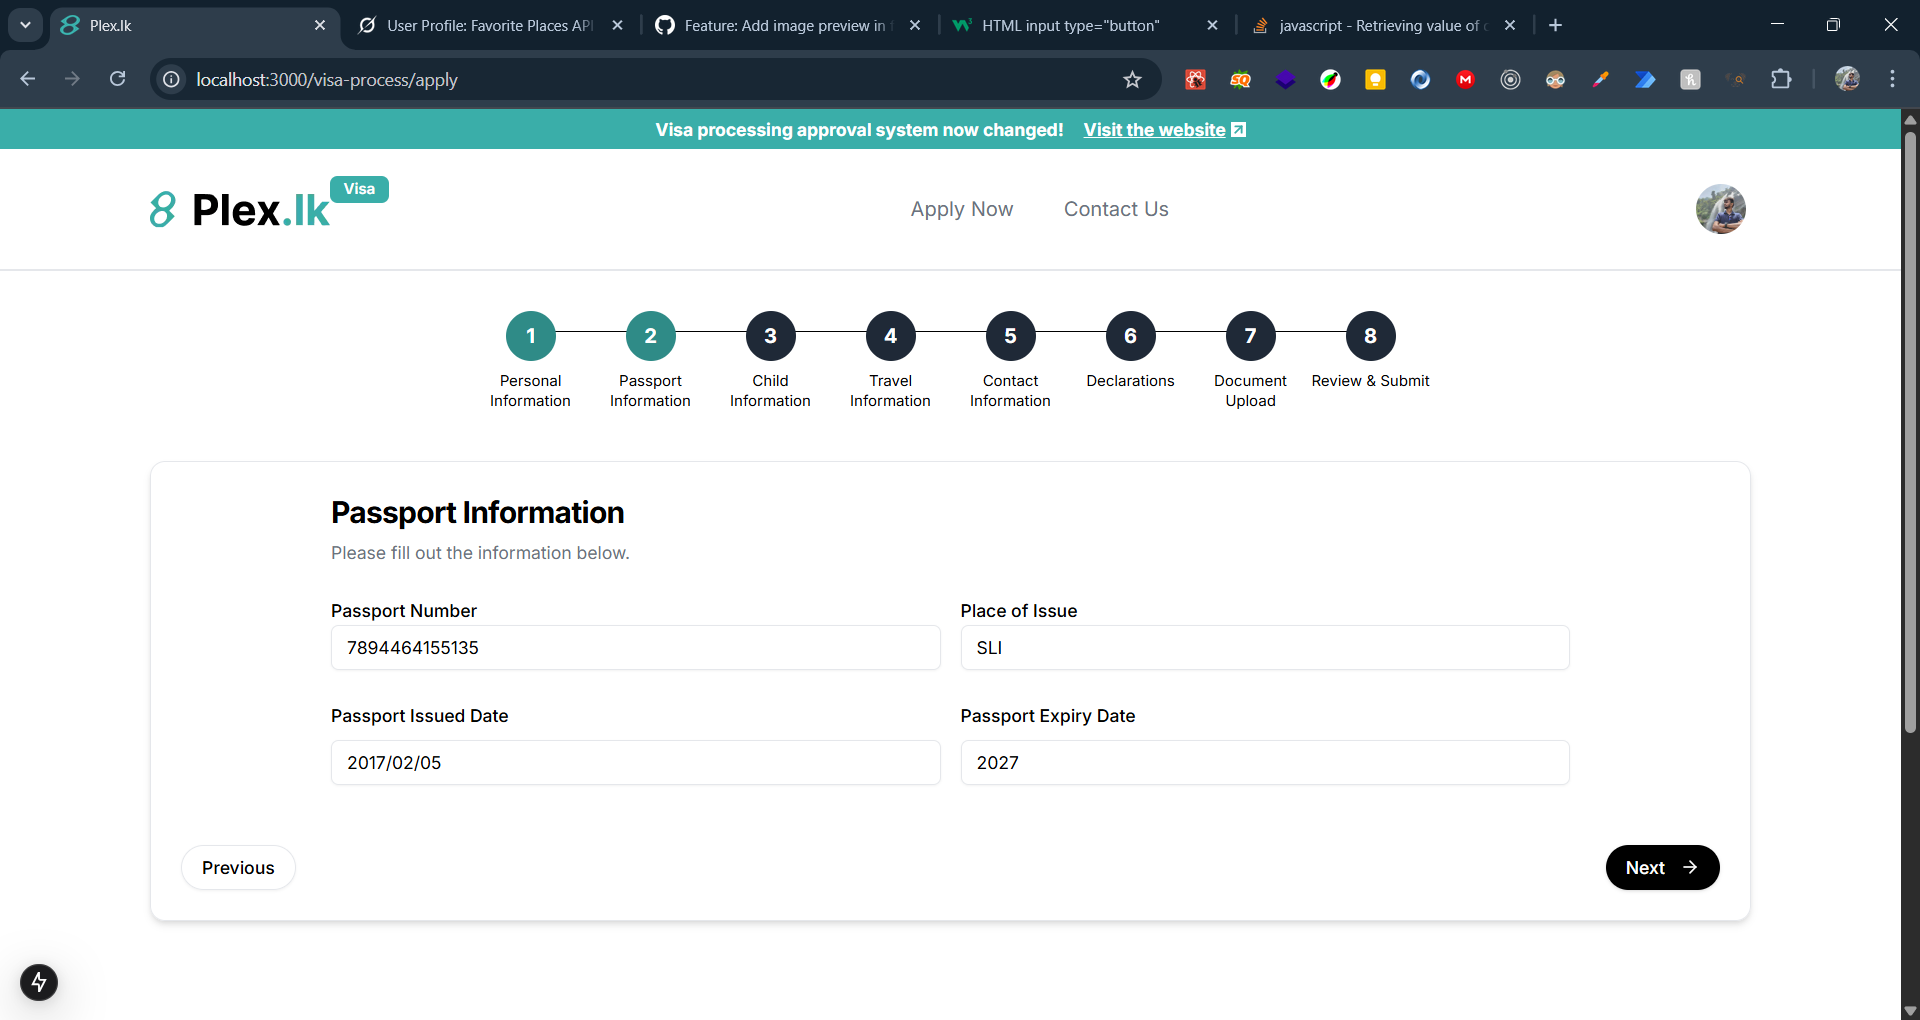 Plex.lk
User Profile: Favorite Places API
Feature: Add image preview in
HTML input type="button"
javascript - Retrieving value of
localhost:3000/visa-process/apply
Visa processing approval system now changed! Visit the website
Plex.lk Visa
Apply Now
Contact Us
1
2
3
4
5
6
7
8
Personal
Information
Passport
Information
Child
Information
Travel
Information
Contact
Information
Declarations
Document
Upload
Review & Submit
Passport Information
Please fill out the information below.
Passport Number
7894464155135
Place of Issue
SLI
Passport Issued Date
2017/02/05
Passport Expiry Date
2027
Previous
Next